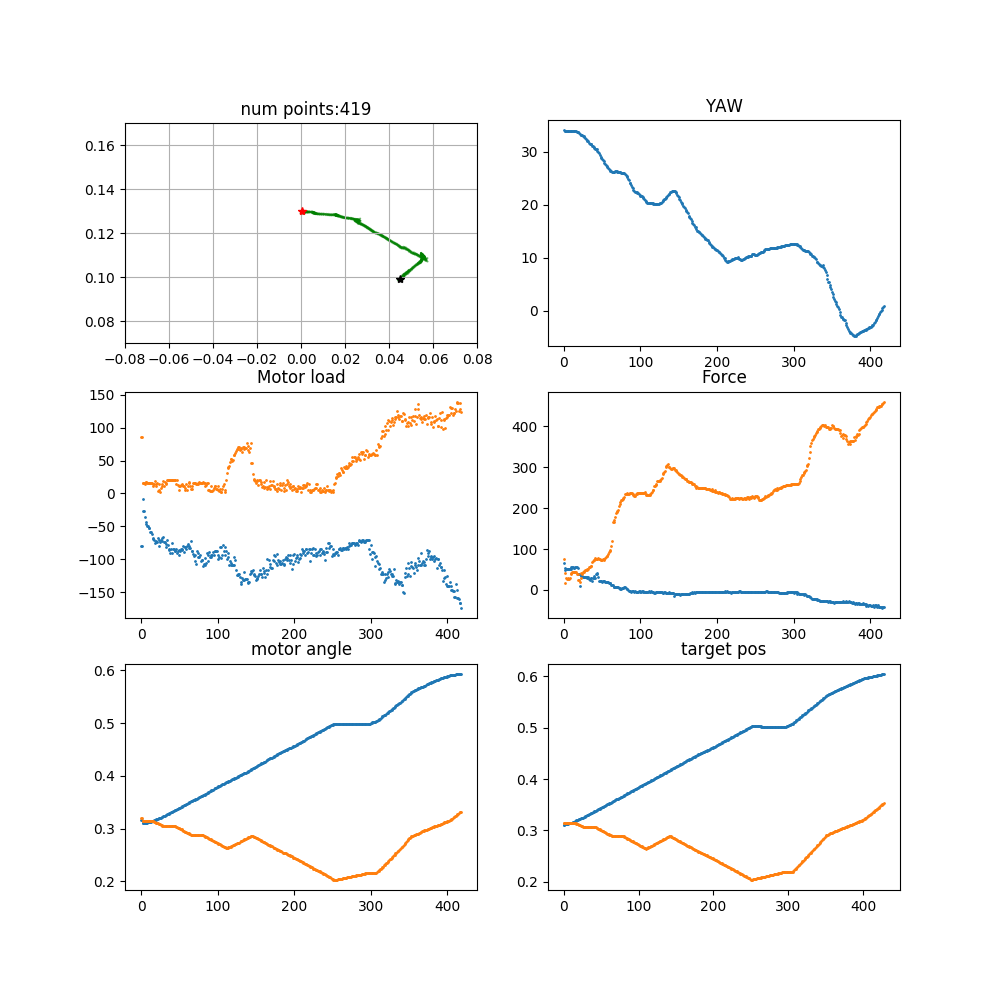 num points:419
YAW
0.16
0.14
0.12
0.10
0.08
−0.08 −0.06 −0.04 −0.02 0.00 0.02 0.04 0.06 0.08
30
20
10
0
0 100 200 300 400
Motor load
Force
150
100
50
0
−50
−100
−150
0 100 200 300 400
400
300
200
100
0
0 100 200 300 400
motor angle
target pos
0.6
0.5
0.4
0.3
0.2
0 100 200 300 400
0.6
0.5
0.4
0.3
0.2
0 100 200 300 400